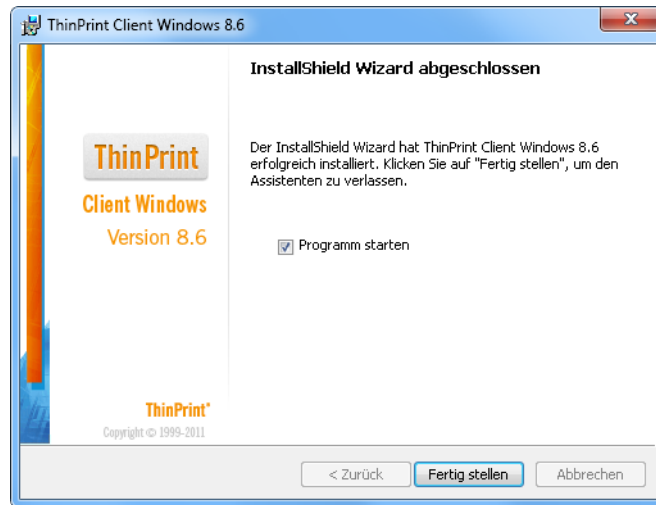 ThinPrint Client Windows 8.6
InstallShield Wizard abgeschlossen
ThinPrint
Client Windows
Version 8.6
Der InstallShield Wizard hat ThinPrint Client Windows 8.6
erfolgreich installiert. Klicken Sie auf "Fertig stellen", um den
Assistenten zu verlassen.
Programm starten
ThinPrint®
Copyright © 1999-2011
< Zurück
Fertig stellen
Abbrechen